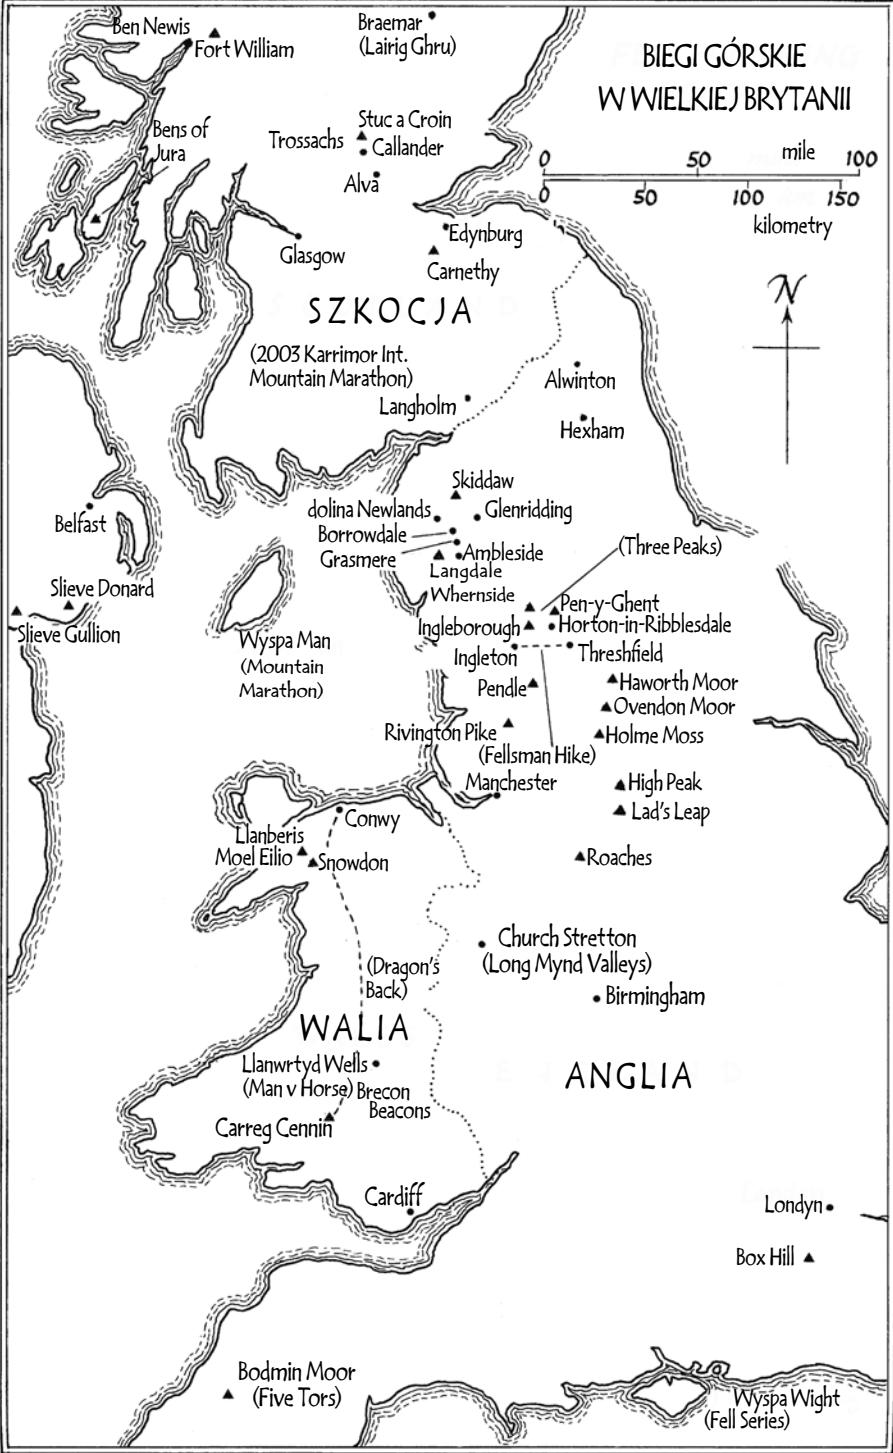 BIEGI GÓRSKIE
W WIELKIEJ BRYTANII
0 50 mile 100
0 50 100 150
kilometry
N
Ben Newis
Fort William
Braemar
(Lairig Ghru)
Bens of
Jura
Stuc a Croin
Trossachs
Callander
Alva
Glasgow
Edynburg
Carnethy
SZKOCJA
(2003 Karrimor Int.
Mountain Marathon)
Langholm
Alwinton
Hexham
Belfast
Slieve Donard
Slieve Gullion
Wyspa Man
(Mountain
Marathon)
Skiddaw
dolina Newlands
Glenridding
Borrowdale
Grasmere
Ambleside
Langdale
Whernside
(Three Peaks)
Pen-y-Ghent
Ingleborough
Horton-in-Ribblesdale
Ingleton
Threshfield
Pendle
Haworth Moor
Ovendon Moor
Rivington Pike
Holme Moss
(Fellsman Hike)
Manchester
High Peak
Lad's Leap
Roaches
Conwy
Llanberis
Moel Eilio
Snowdon
(Dragon's
Back)
Church Stretton
(Long Mynd Valleys)
Birmingham
WALIA
ANGLIA
Llanwrtyd Wells
(Man v Horse)
Brecon
Beacons
Carreg Cennin
Cardiff
Londyn
Box Hill
Bodmin Moor
(Five Tors)
Wyspa Wight
(Fell Series)